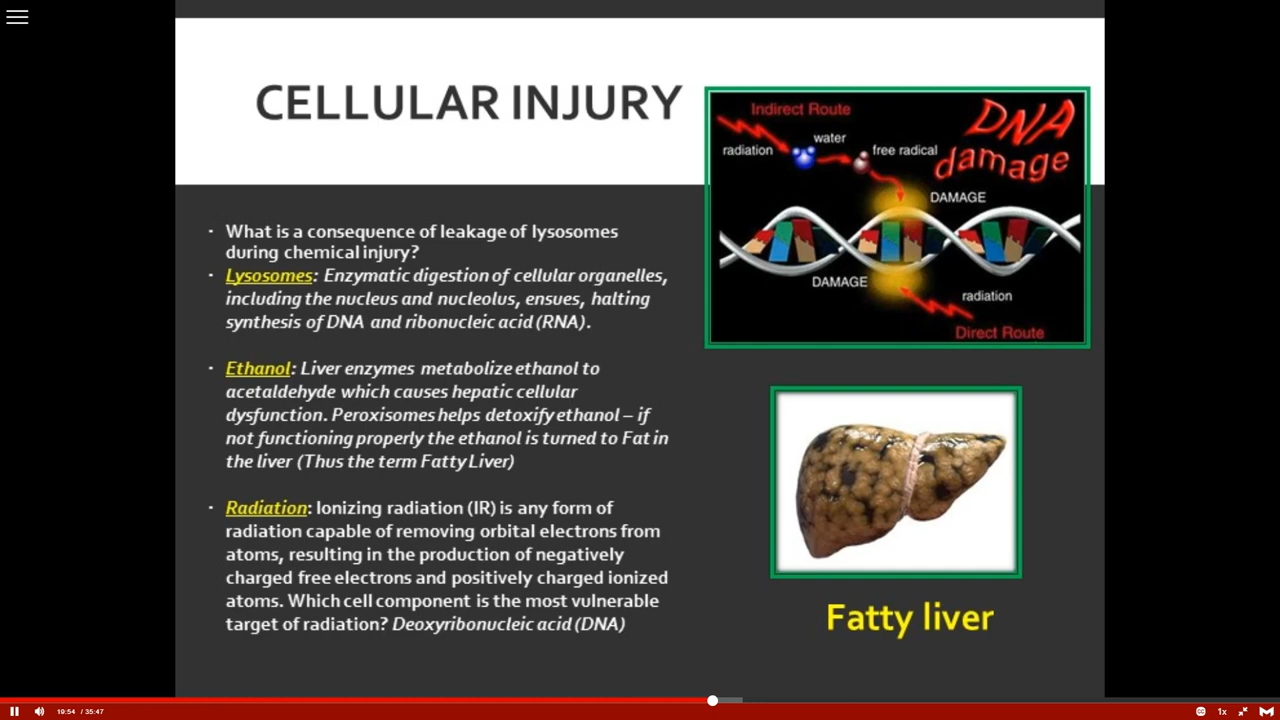 CELLULAR INJURY
Indirect Route
DNA
damage
water
radiation
free radical
DAMAGE
DAMAGE
radiation
Direct Route
· What is a consequence of leakage of lysosomes
during chemical injury?
· Lysosomes: Enzymatic digestion of cellular organelles,
including the nucleus and nucleolus, ensues, halting
synthesis of DNA and ribonucleic acid (RNA).
· Ethanol: Liver enzymes metabolize ethanol to
acetaldehyde which causes hepatic cellular
dysfunction. Peroxisomes helps detoxify ethanol – if
not functioning properly the ethanol is turned to Fat in
the liver (Thus the term Fatty Liver)
· Radiation: Ionizing radiation (IR) is any form of
radiation capable of removing orbital electrons from
atoms, resulting in the production of negatively
charged free electrons and positively charged ionized
atoms. Which cell component is the most vulnerable
target of radiation? Deoxyribonucleic acid (DNA)
Fatty liver
19:54 / 35:47
1x